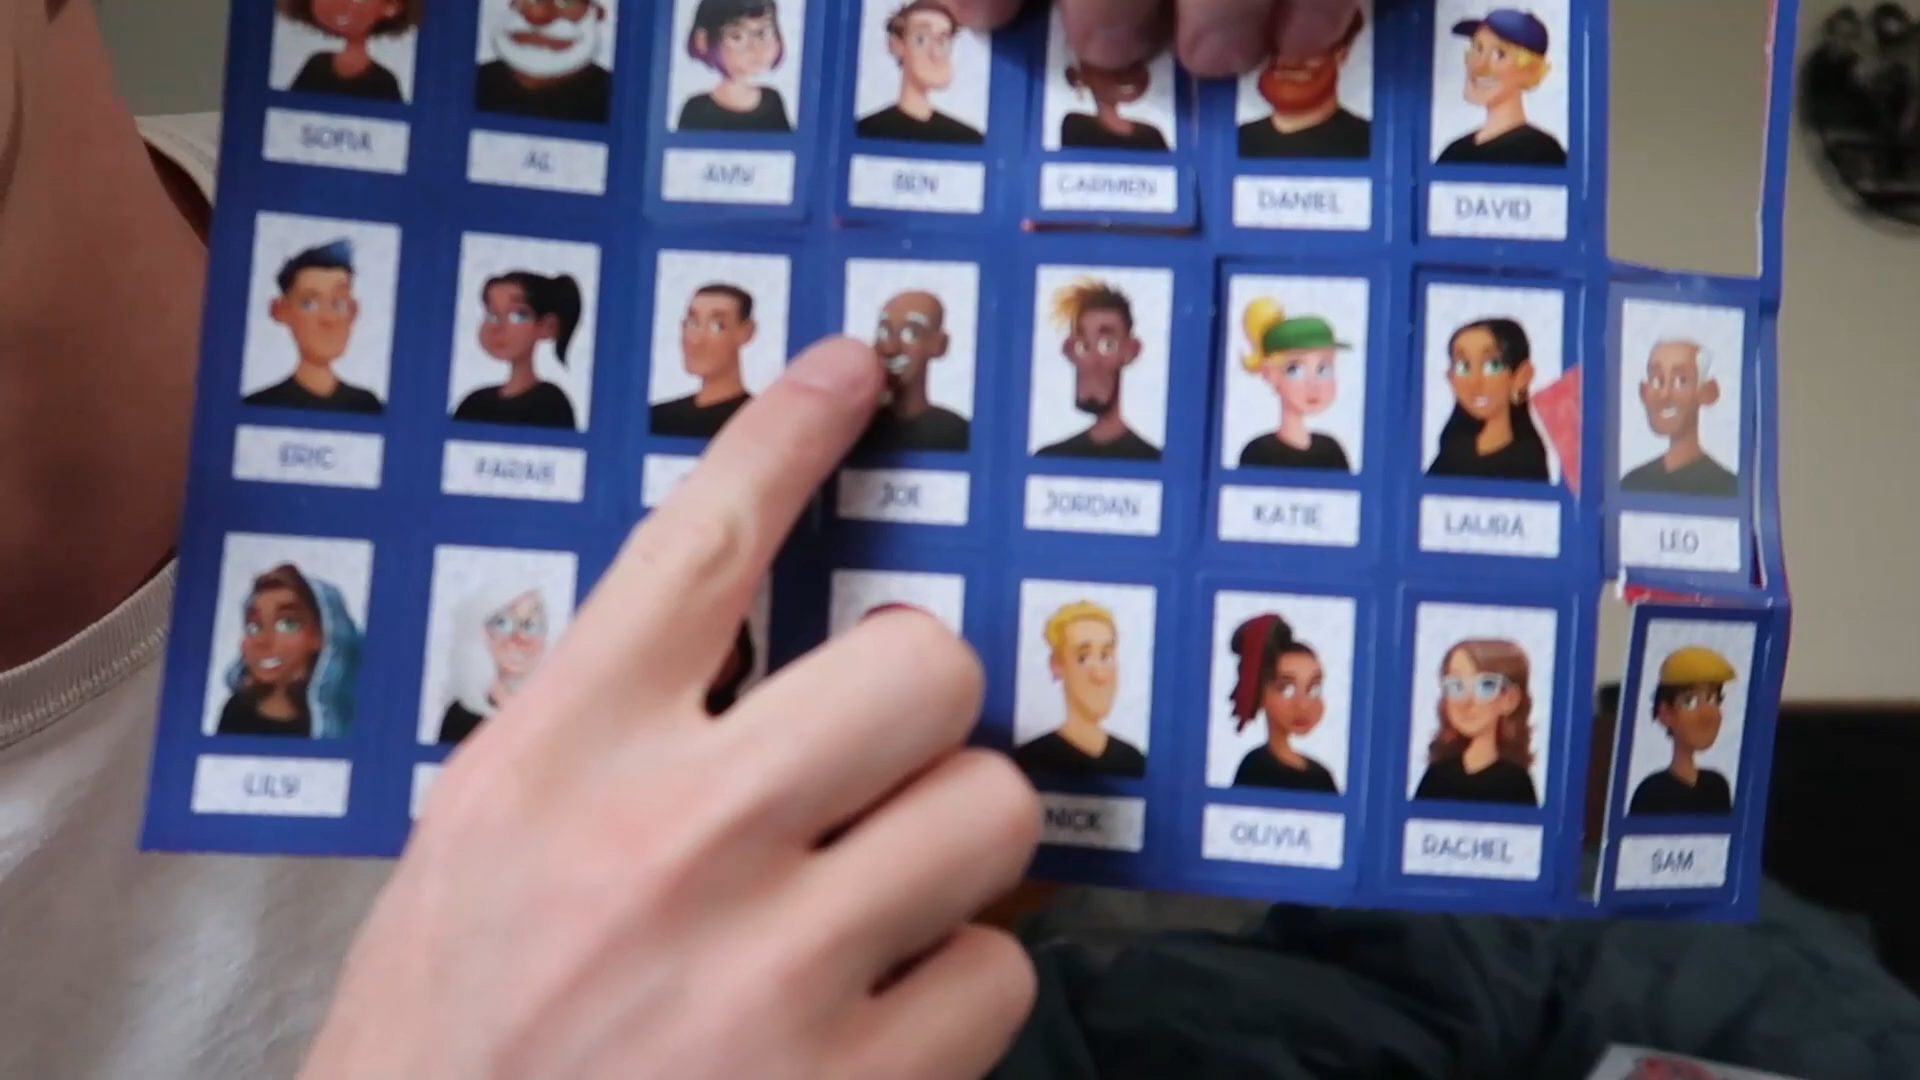 SOFIA
AL
AMY
BEN
CARMEN
DANIEL
DAVID
ERIC
FARAH
JOE
JORDAN
KATIE
LAURA
LEO
LILY
NICK
OLIVIA
RACHEL
SAM